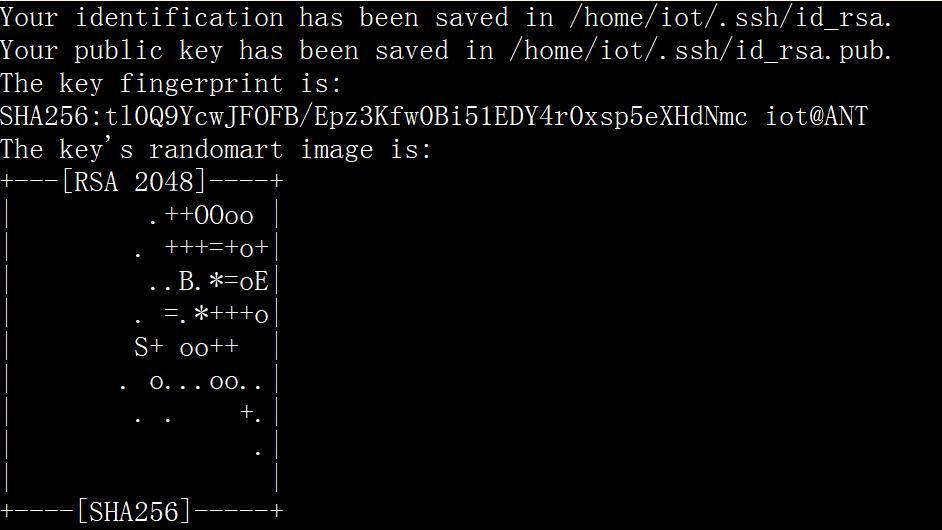 Your identification has been saved in /home/iot/.ssh/id_rsa.
Your public key has been saved in /home/iot/.ssh/id_rsa.pub.
The key fingerprint is:
SHA256:tl0Q9YcwJFOFB/Epz3Kfw0Bi51EDY4r0xsp5eXHdNmc iot@ANT
The key's randomart image is:
+---[RSA 2048]----+
|         .++OOoo |
|        . +++=+o+|
|         ..B.*=oE|
|        . =.*+++o|
|        S+ oo++  |
|       . o...oo..|
|        . .    +.|
|                .|
|                 |
+----[SHA256]-----+